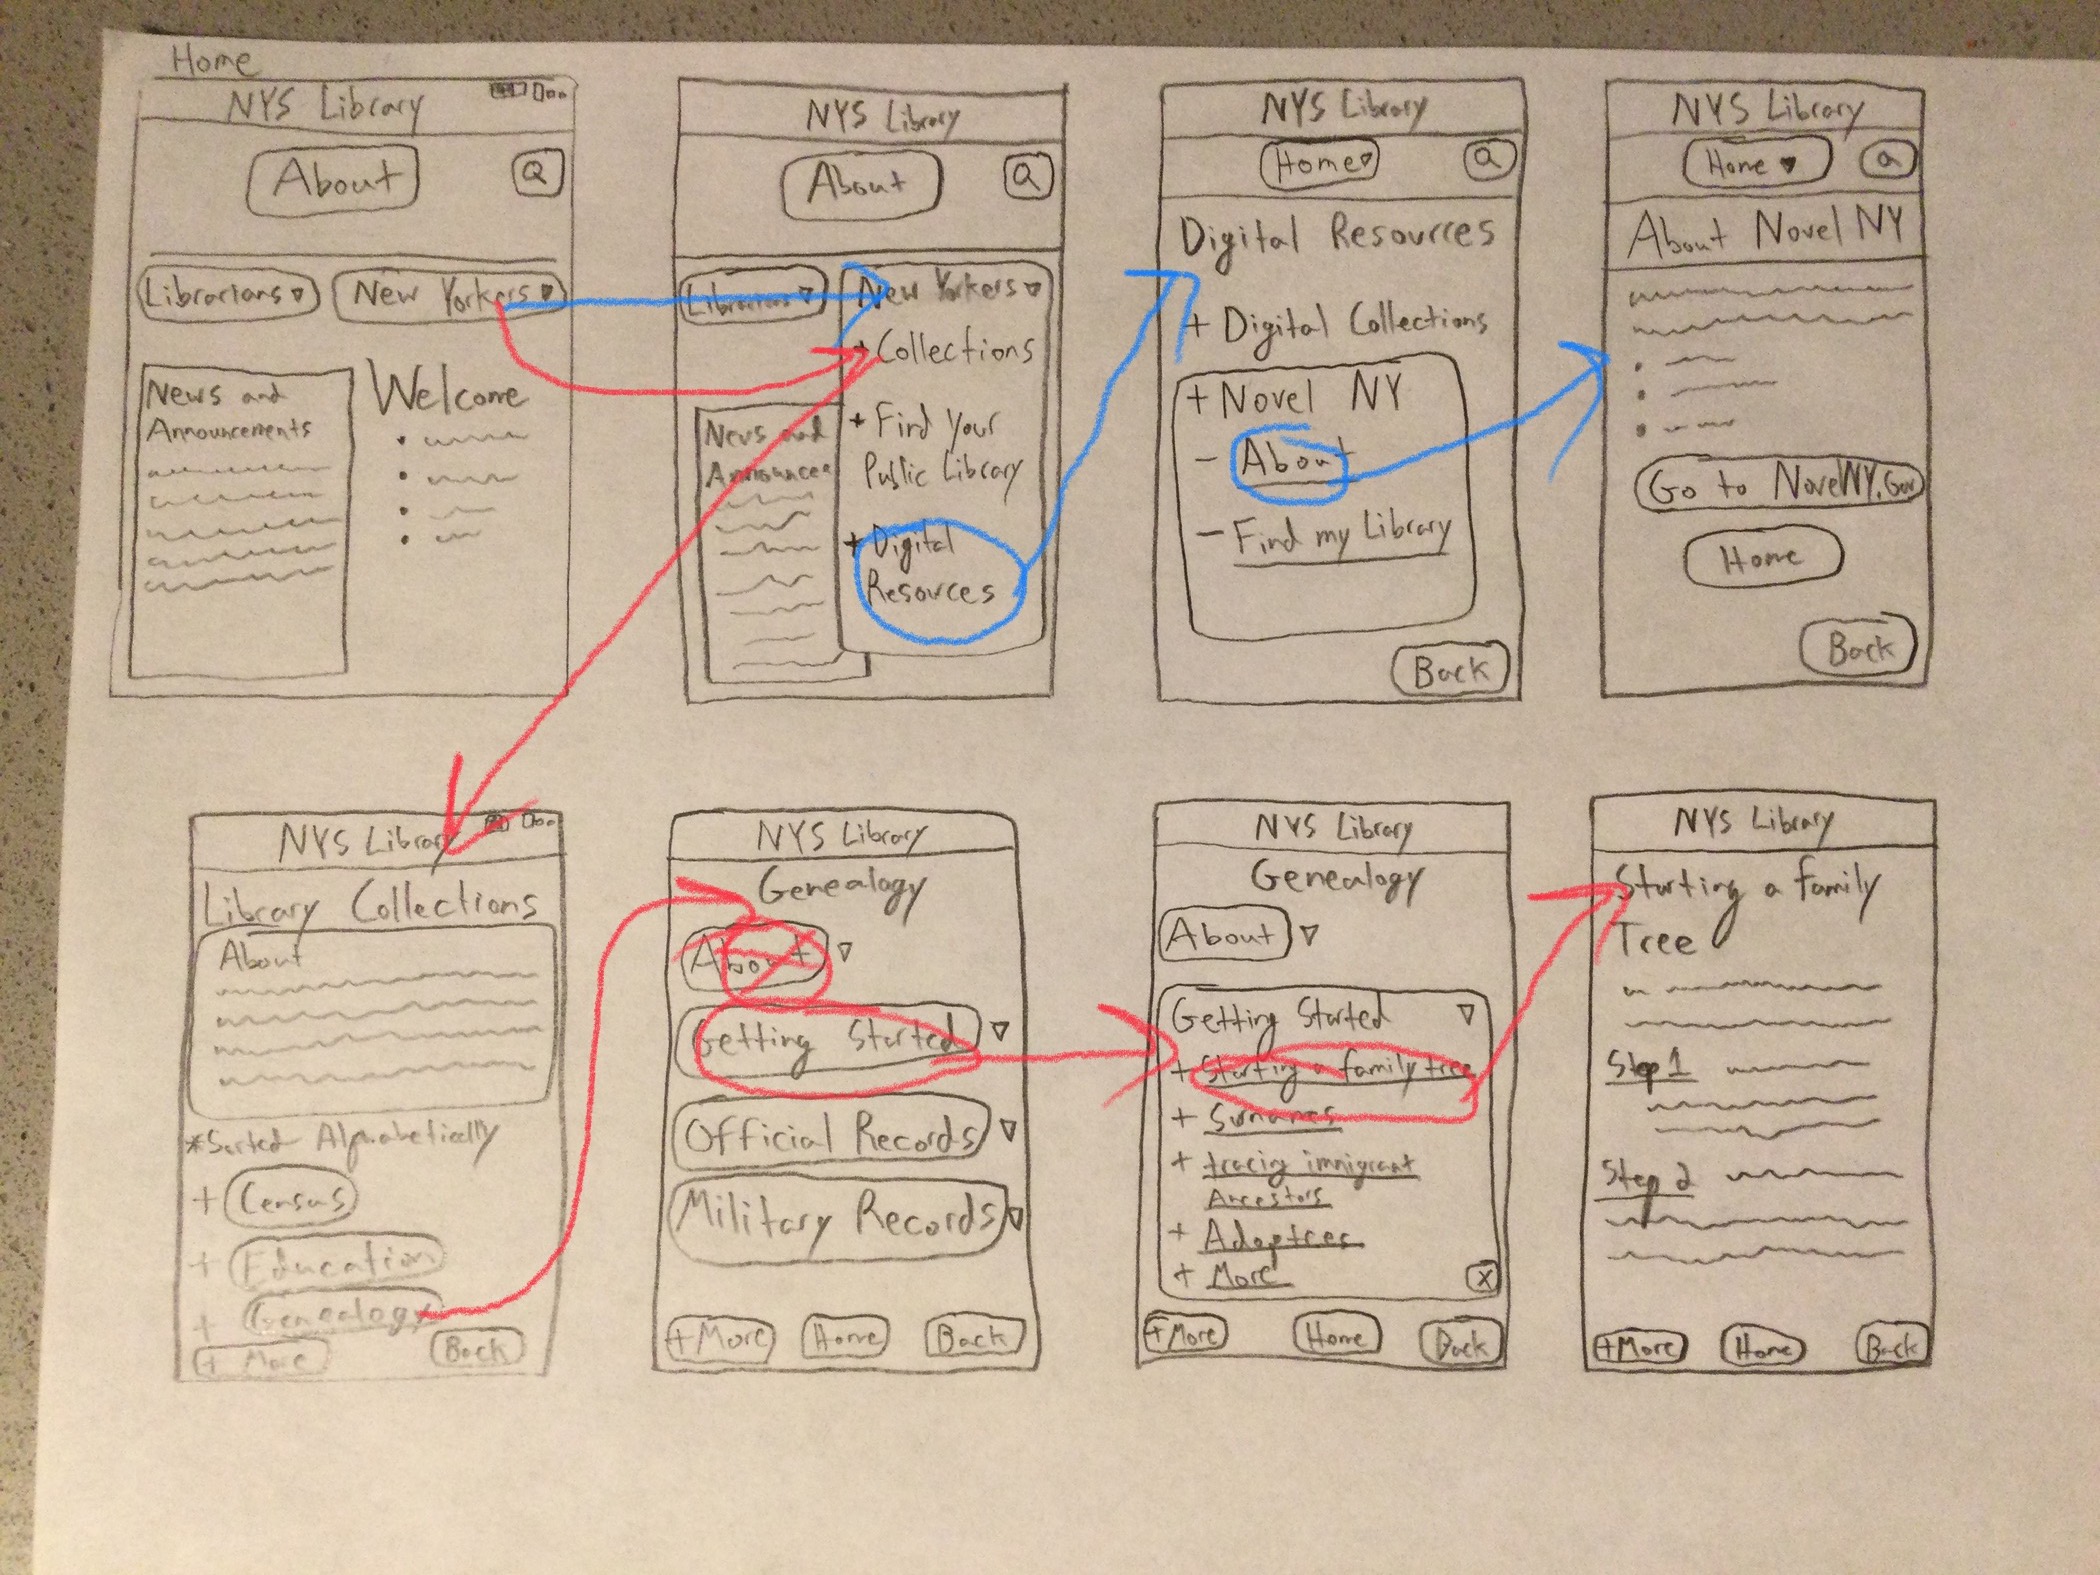 Home
NYS Library
About
Librarians
New Yorkers
News and
Announcements
Welcome
NYS Library
About
Librarians
New Yorkers
+ Collections
+ Find Your
Public Library
+ Digital
Resources
News and
Announce
NYS Library
Home
Digital Resources
+ Digital Collections
+ Novel NY
- About
- Find my Library
Back
NYS Library
Home
About Novel NY
Go to NovelNY.Gov
Home
Back
NYS Library
Library Collections
About
*Sorted Alphabetically
+ Census
+ Education
+ Genealogy
+ More
Back
NYS Library
Genealogy
About
Getting Started
Official Records
Military Records
+More
Home
Back
NYS Library
Genealogy
About
Getting Started
+ Starting a family tree
+ Surnames
+ tracing immigrant
Ancestors
+ Adoptees
+ More
X
+More
Home
Back
NYS Library
Starting a family
Tree
Step 1
Step 2
+More
Home
Back